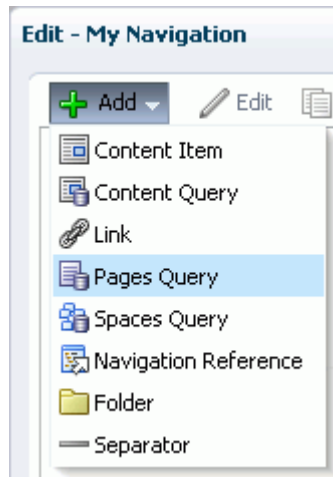 Edit - My Navigation
Add Edit
Content Item
Content Query
Link
Pages Query
Spaces Query
Navigation Reference
Folder
Separator